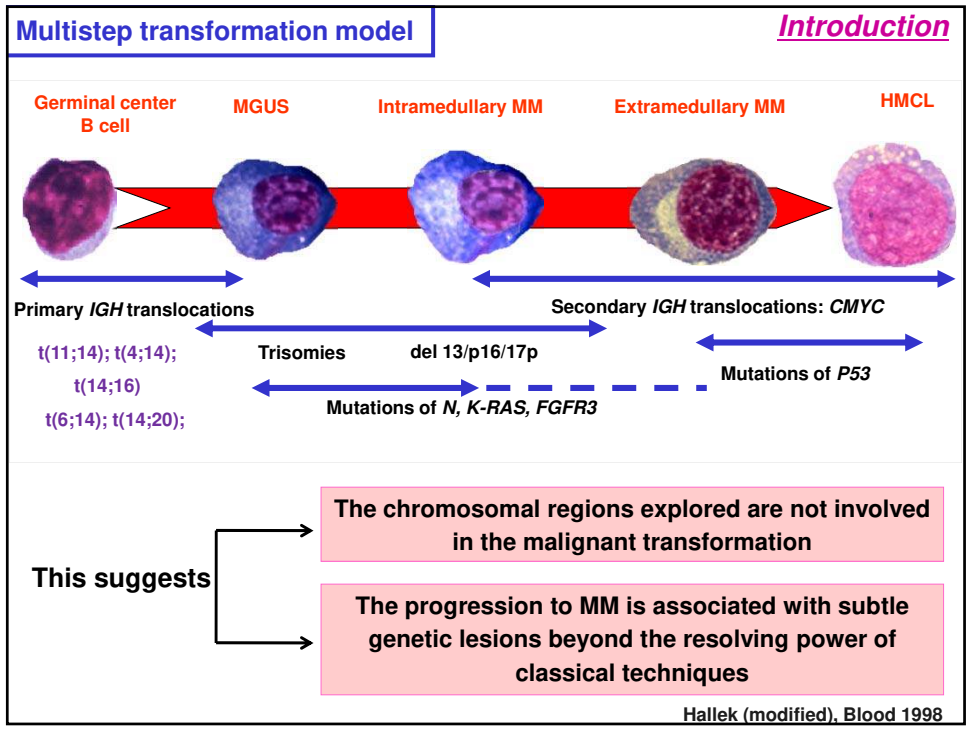 Multistep transformation model
Introduction
Germinal center
B cell
MGUS
Intramedullary MM
Extramedullary MM
HMCL
Primary IGH translocations
Secondary IGH translocations: CMYC
t(11;14); t(4;14);
t(14;16)
t(6;14); t(14;20);
Trisomies
del 13/p16/17p
Mutations of P53
Mutations of N, K-RAS, FGFR3
This suggests
The chromosomal regions explored are not involved
in the malignant transformation
The progression to MM is associated with subtle
genetic lesions beyond the resolving power of
classical techniques
Hallek (modified), Blood 1998